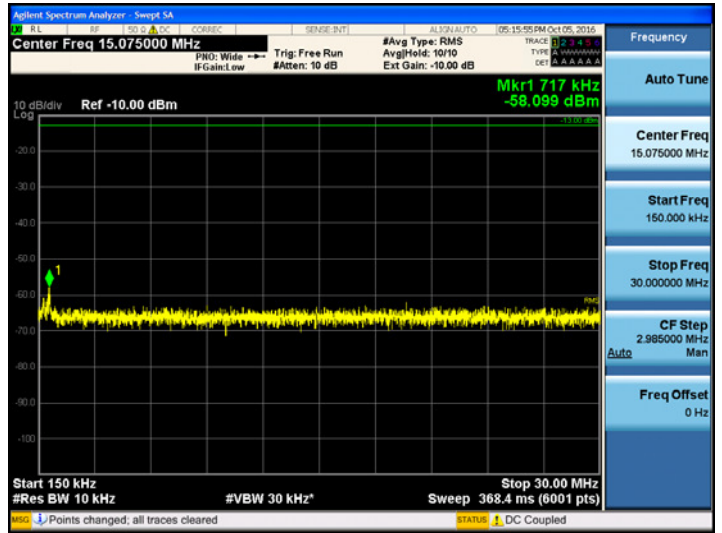 Agilent Spectrum Analyzer - Swept SA
RL RF 50 Ω DC CORREC SENSE:INT ALIGN AUTO 05:15:55 PM Oct 05, 2016
Center Freq 15.075000 MHz #Avg Type: RMS TRACE 1 2 3 4 5 6
PNO: Wide Trig: Free Run Avg|Hold: 10/10 TYPE
IFGain:Low #Atten: 10 dB Ext Gain: -10.00 dB DET A A A A A A
Mkr1 717 kHz
10 dB/div Ref -10.00 dBm -58.099 dBm
Log
-13.00 dBm
-20.0
-30.0
-40.0
-50.0
1
-60.0
RMS
-70.0
-80.0
-90.0
-100
Start 150 kHz Stop 30.00 MHz
#Res BW 10 kHz #VBW 30 kHz* Sweep 368.4 ms (6001 pts)
MSG Points changed; all traces cleared STATUS DC Coupled
Frequency
Auto Tune
Center Freq
15.075000 MHz
Start Freq
150.000 kHz
Stop Freq
30.000000 MHz
CF Step
2.985000 MHz
Auto Man
Freq Offset
0 Hz